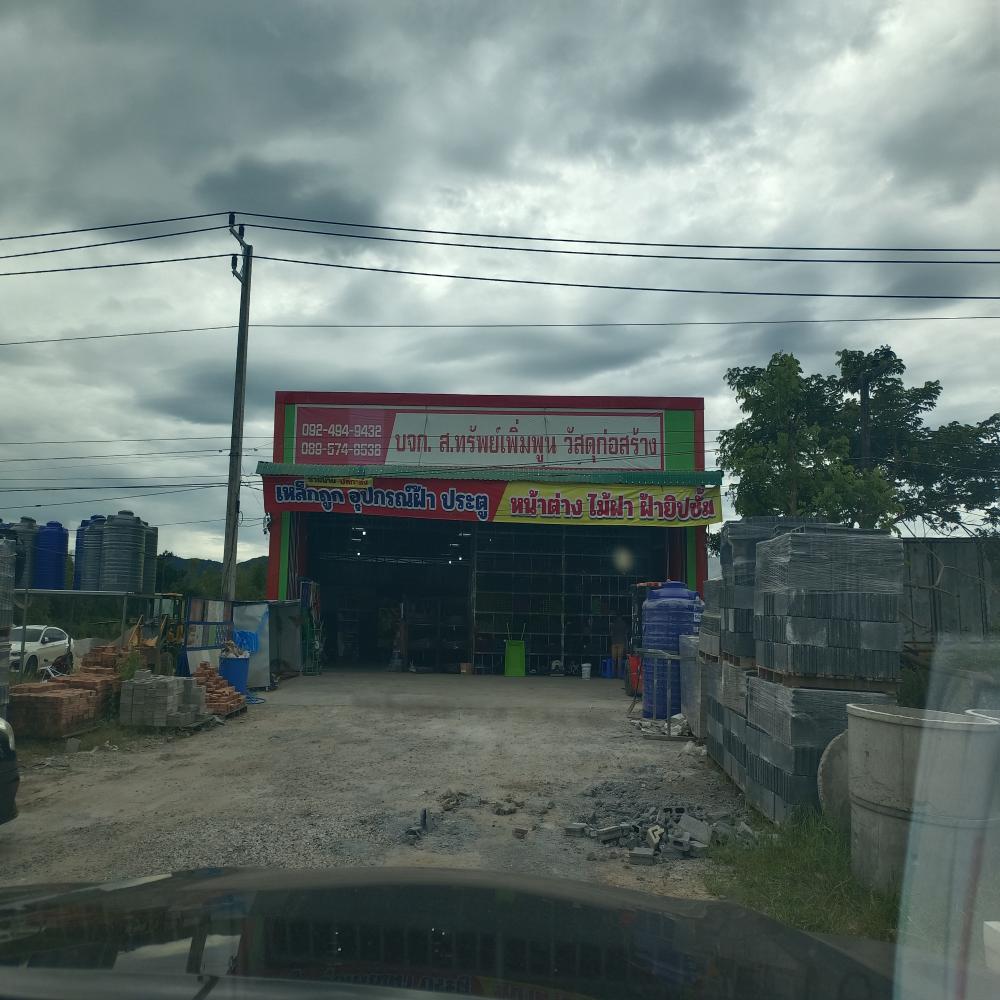 092-494-9432
089-574-8538
บจก. ส.ทรัพย์เพิ่มพูน วัสดุก่อสร้าง
เหล็กถูก อุปกรณ์ฝ้า ประตู
หน้าต่าง ไม้ฝา ฝ้ายิปซั่ม